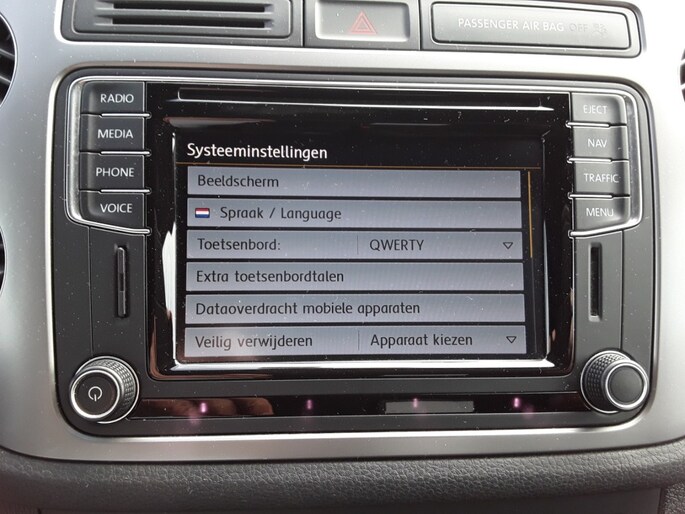 PASSENGER AIR BAG OFF
RADIO
MEDIA
PHONE
VOICE
EJECT
NAV
TRAFFIC
MENU
Systeeminstellingen
Beeldscherm
Spraak / Language
Toetsenbord: QWERTY
Extra toetsenbordtalen
Dataoverdracht mobiele apparaten
Veilig verwijderen Apparaat kiezen